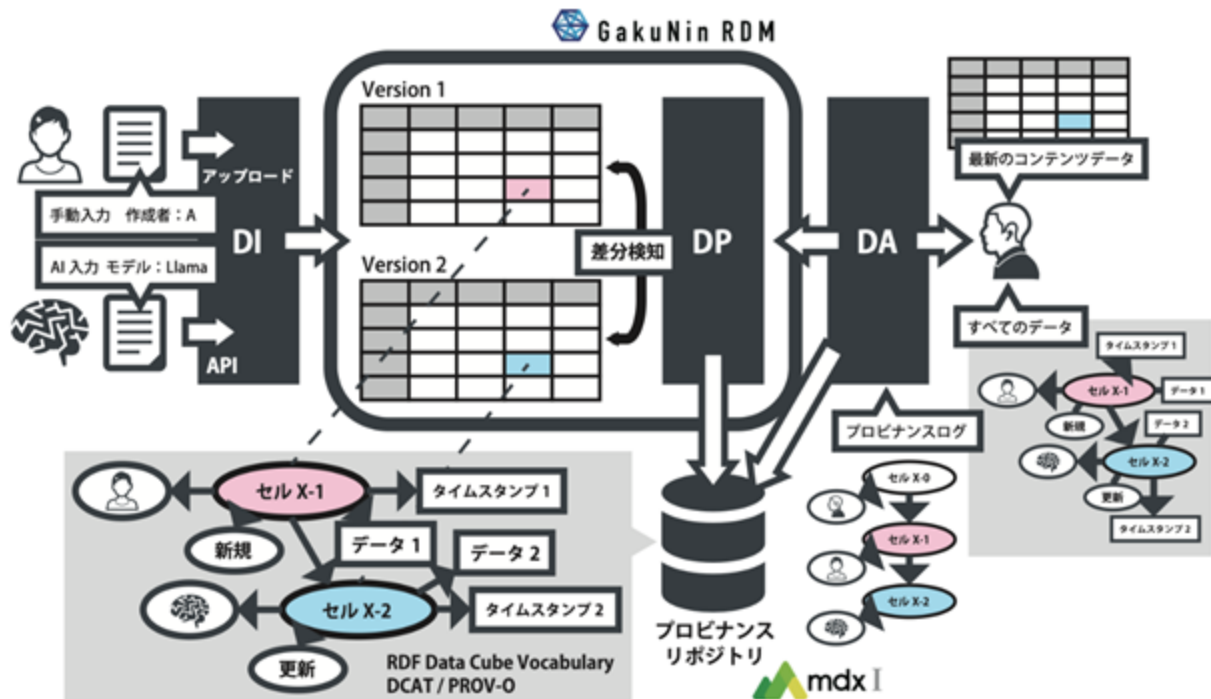 GakuNin RDM
Version 1
アップロード
手動入力 作成者：A
DI
AI 入力 モデル：Llama
API
Version 2
差分検知
DP
DA
最新のコンテンツデータ
すべてのデータ
タイムスタンプ 1
セル X-1
データ 1
新規
データ 2
セル X-2
更新
タイムスタンプ 2
プロビナンスログ
セル X-0
セル X-1
セル X-2
セル X-1
タイムスタンプ 1
新規
データ 1
データ 2
セル X-2
タイムスタンプ 2
更新
RDF Data Cube Vocabulary
DCAT / PROV-O
プロビナンス
リポジトリ
mdx I